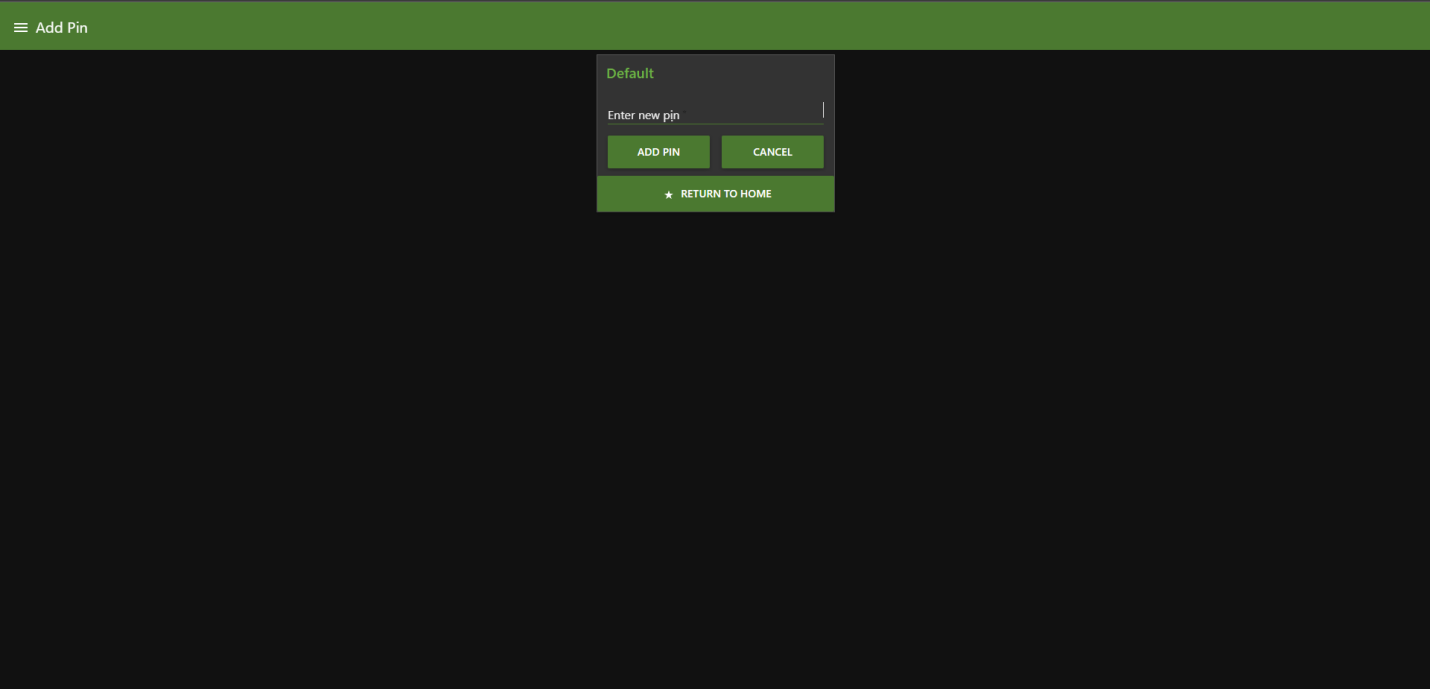 Add Pin
Default
Enter new pin
ADD PIN
CANCEL
RETURN TO HOME